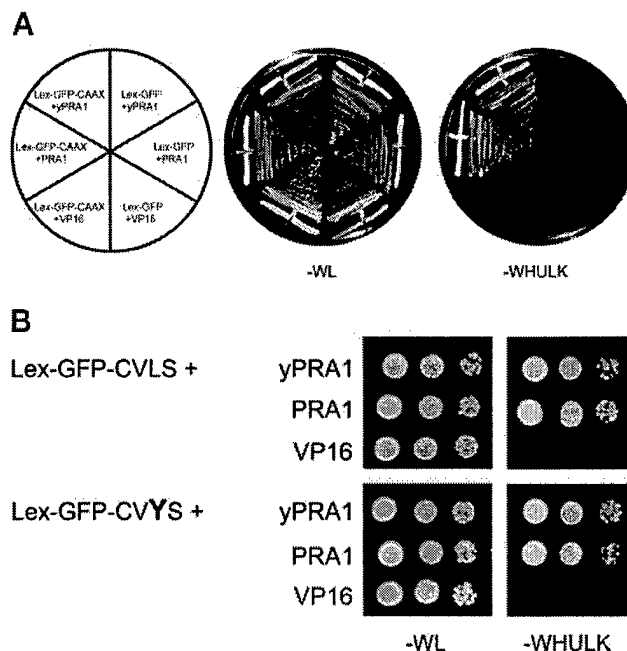 A
Lex-GFP-CAAX
+yPRA1
Lex-GFP
+yPRA1
Lex-GFP-CAAX
+PRA1
Lex-GFP
+PRA1
Lex-GFP-CAAX
+VP16
Lex-GFP
+VP16
-WL
-WHULK
B
Lex-GFP-CVLS +
yPRA1
PRA1
VP16
Lex-GFP-CVYS +
yPRA1
PRA1
VP16
-WL
-WHULK